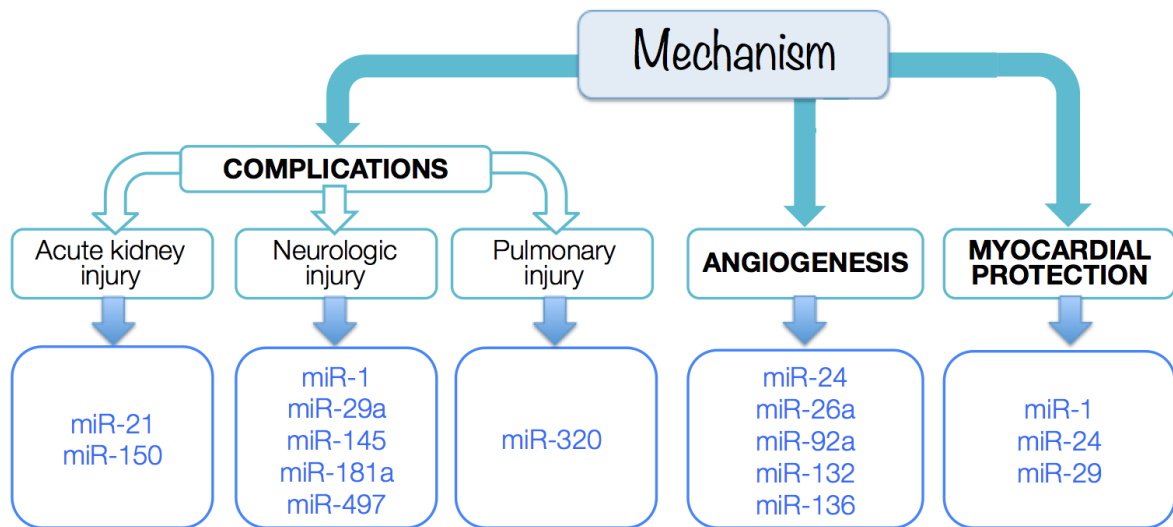 Mechanism
COMPLICATIONS
Acute kidney
injury
Neurologic
injury
Pulmonary
injury
ANGIOGENESIS
MYOCARDIAL
PROTECTION
miR-21
miR-150
miR-1
miR-29a
miR-145
miR-181a
miR-497
miR-320
miR-24
miR-26a
miR-92a
miR-132
miR-136
miR-1
miR-24
miR-29